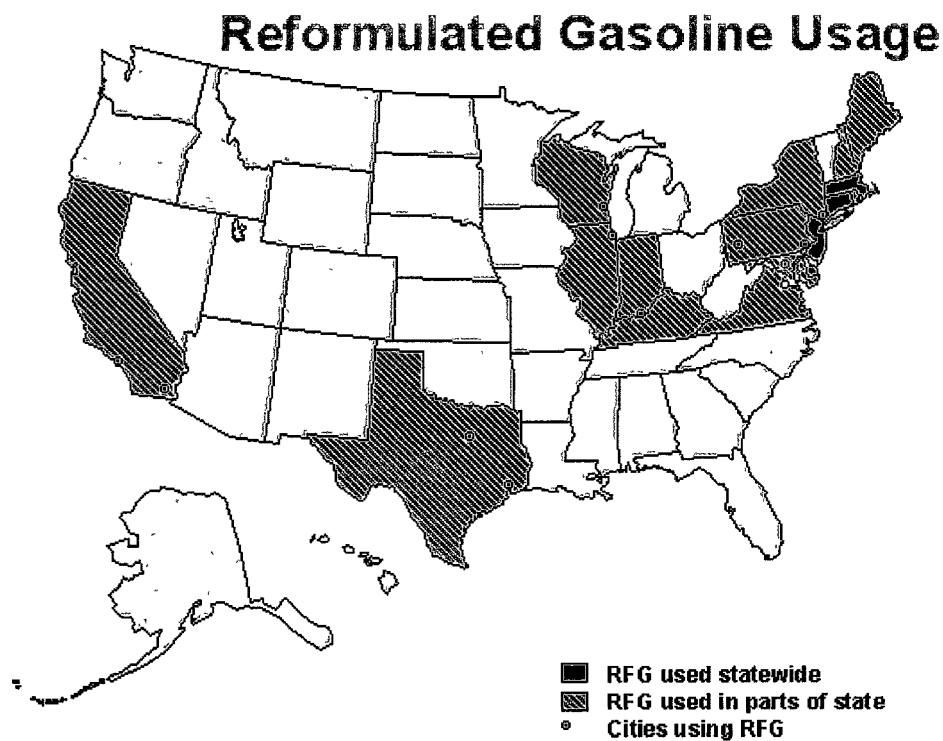 Reformulated Gasoline Usage
RFG used statewide
RFG used in parts of state
Cities using RFG